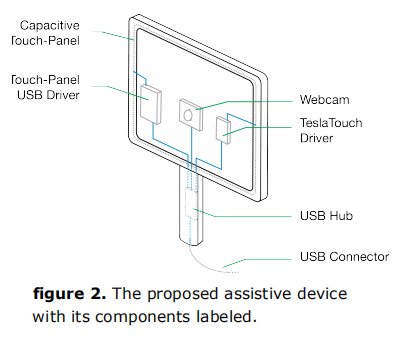 Capacitive
Touch-Panel
Touch-Panel
USB Driver
Webcam
TeslaTouch
Driver
USB Hub
USB Connector
figure 2. The proposed assistive device
with its components labeled.